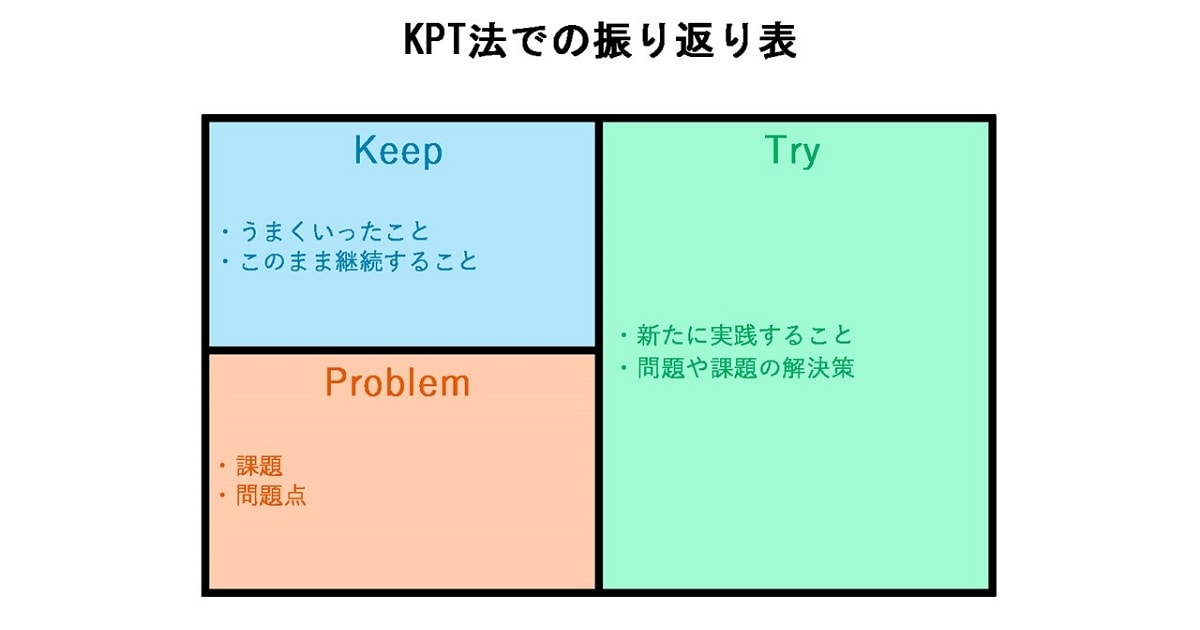 KPT法での振り返り表
Keep
・うまくいったこと
・このまま継続すること
Problem
・課題
・問題点
Try
・新たに実践すること
・問題や課題の解決策